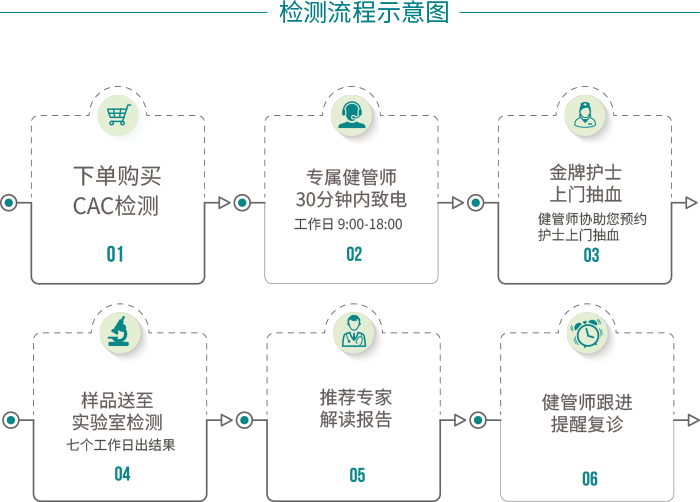 检测流程示意图
下单购买
CAC检测
01
专属健管师
30分钟内致电
工作日 9:00-18:00
02
金牌护士
上门抽血
健管师协助您预约
护士上门抽血
03
样品送至
实验室检测
七个工作日出结果
04
推荐专家
解读报告
05
健管师跟进
提醒复诊
06